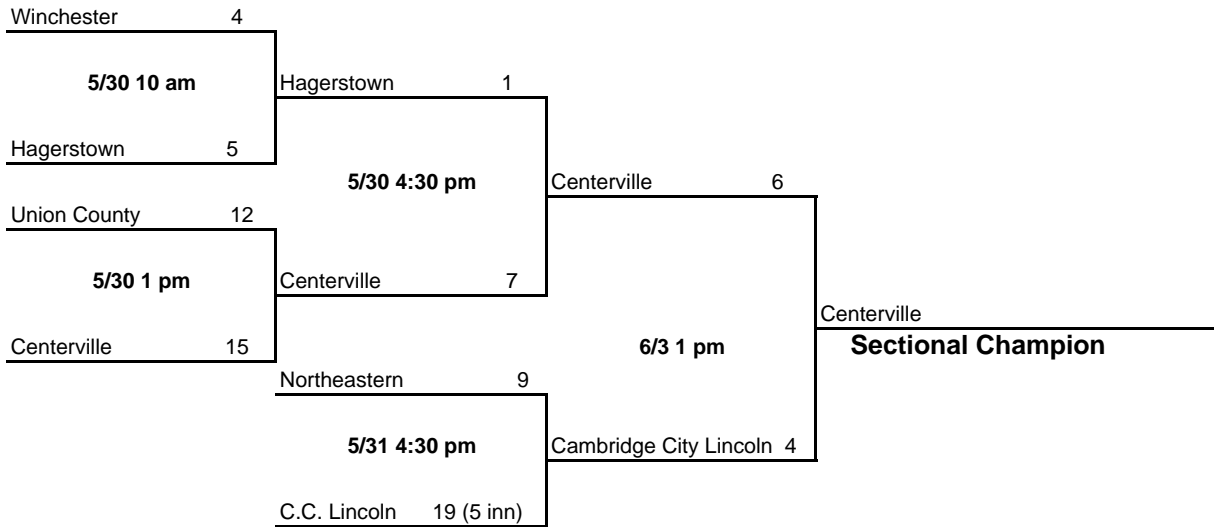 Winchester 4
5/30 10 am
Hagerstown 1
Hagerstown 5
5/30 4:30 pm
Centerville 6
Union County 12
5/30 1 pm
Centerville 7
Centerville
Centerville 15
6/3 1 pm
Sectional Champion
Northeastern 9
5/31 4:30 pm
Cambridge City Lincoln 4
C.C. Lincoln 19 (5 inn)